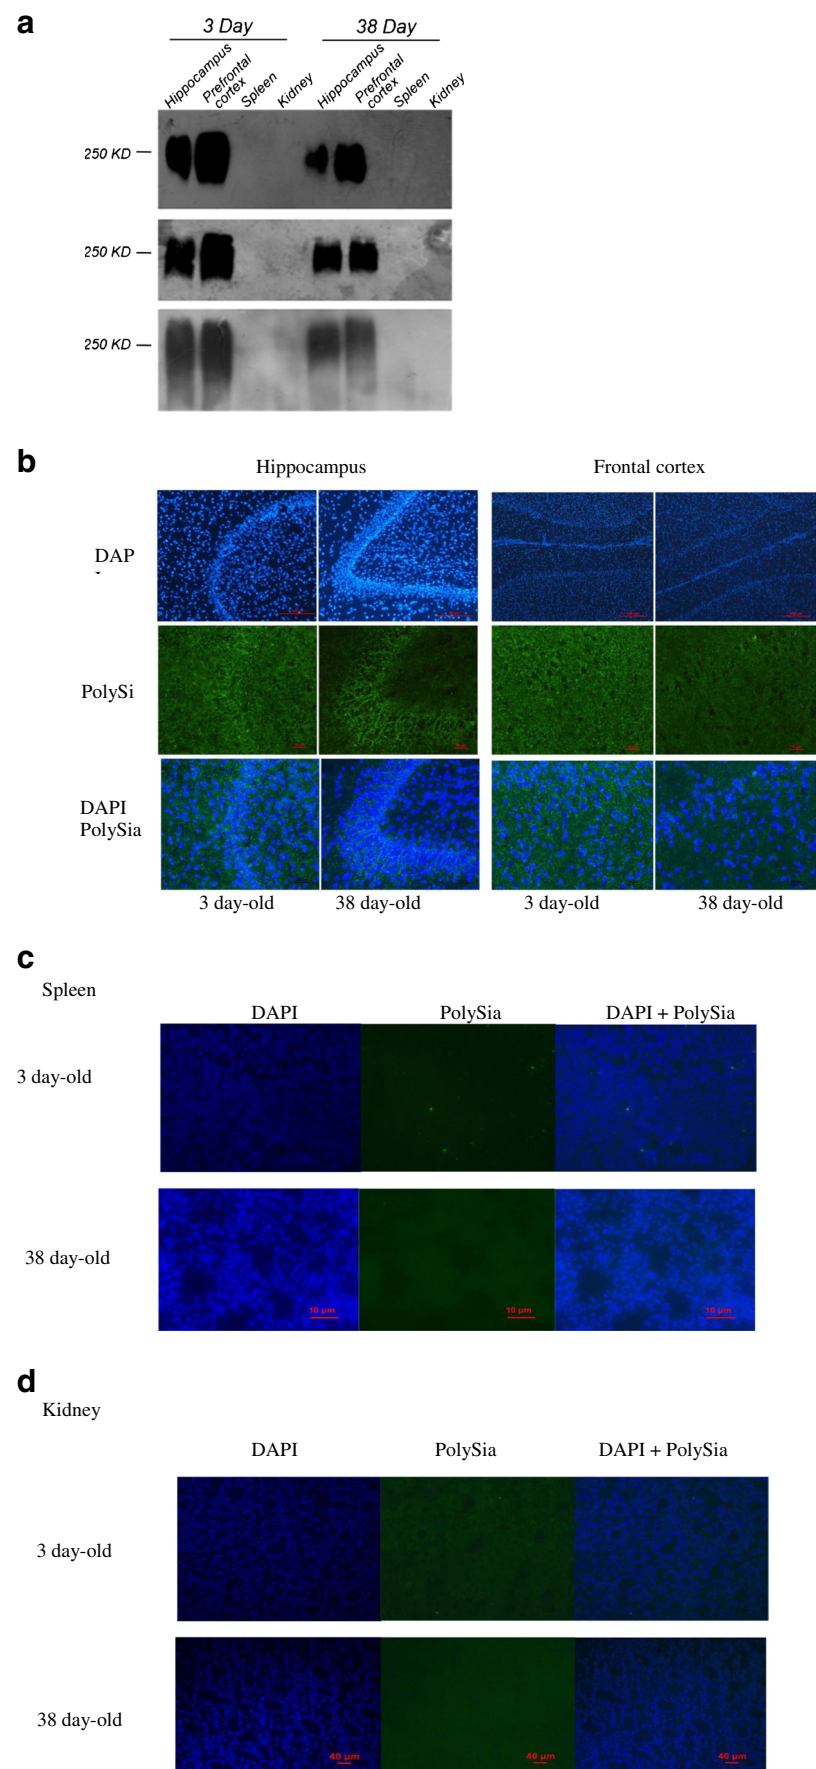 a
3 Day
38 Day
Hippocampus
Prefrontal
cortex
Spleen
Kidney
Hippocampus
Prefrontal
cortex
Spleen
Kidney
250 KD
250 KD
250 KD
b
Hippocampus
Frontal cortex
DAP
PolySi
DAPI
PolySia
3 day-old
38 day-old
3 day-old
38 day-old
c
Spleen
DAPI
PolySia
DAPI + PolySia
3 day-old
38 day-old
10 µm
10 µm
10 µm
d
Kidney
DAPI
PolySia
DAPI + PolySia
3 day-old
38 day-old
40 µm
40 µm
40 µm